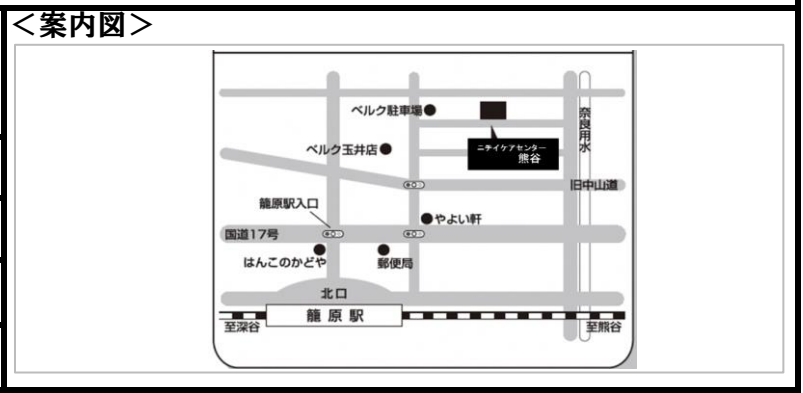 ＜案内図＞
ベルク駐車場
奈良用水
ニチイケアセンター
熊谷
ベルク玉井店
旧中山道
籠原駅入口
やよい軒
国道17号
はんこのかどや
郵便局
北口
籠原駅
至深谷
至熊谷